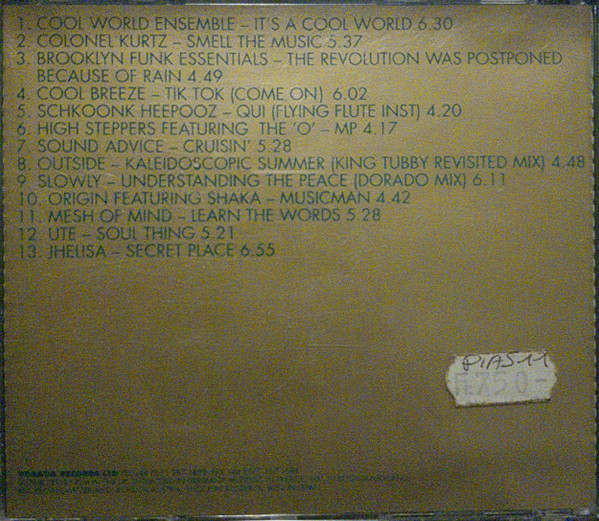 1. COOL WORLD ENSEMBLE – IT'S A COOL WORLD 6.30
2. COLONEL KURTZ – SMELL THE MUSIC 5.37
3. BROOKLYN FUNK ESSENTIALS – THE REVOLUTION WAS POSTPONED
BECAUSE OF RAIN 4.49
4. COOL BREEZE – TIK TOK (COME ON) 6.02
5. SCHKOONK HEEPOOZ – QUI (FLYING FLUTE INST) 4.20
6. HIGH STEPPERS FEATURING THE 'O' – MP 4.17
7. SOUND ADVICE – CRUISIN' 5.28
8. OUTSIDE – KALEIDOSCOPIC SUMMER (KING TUBBY REVISITED MIX) 4.48
9. SLOWLY – UNDERSTANDING THE PEACE (DORADO MIX) 6.11
10. ORIGIN FEATURING SHAKA – MUSICMAN 4.42
11. MESH OF MIND – LEARN THE WORDS 5.28
12. UTE – SOUL THING 5.21
13. JHELISA – SECRET PLACE 6.55
PIAS 11
750-
DORADO RECORDS LTD